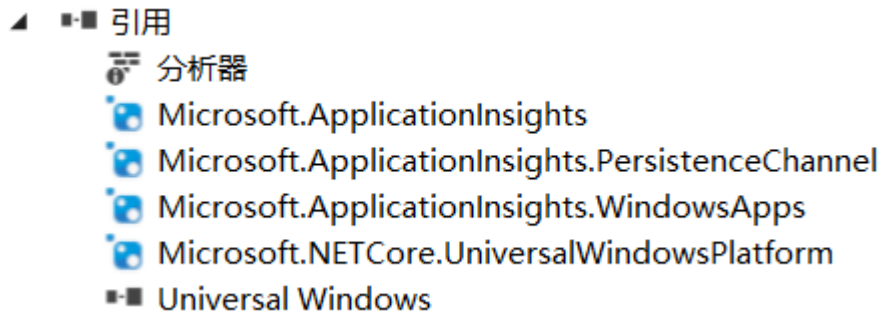 引用
分析器
Microsoft.ApplicationInsights
Microsoft.ApplicationInsights.PersistenceChannel
Microsoft.ApplicationInsights.WindowsApps
Microsoft.NETCore.UniversalWindowsPlatform
Universal Windows